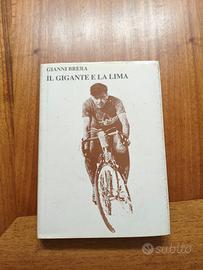 GIANNI BRERA
IL GIGANTE E LA LIMA
subito